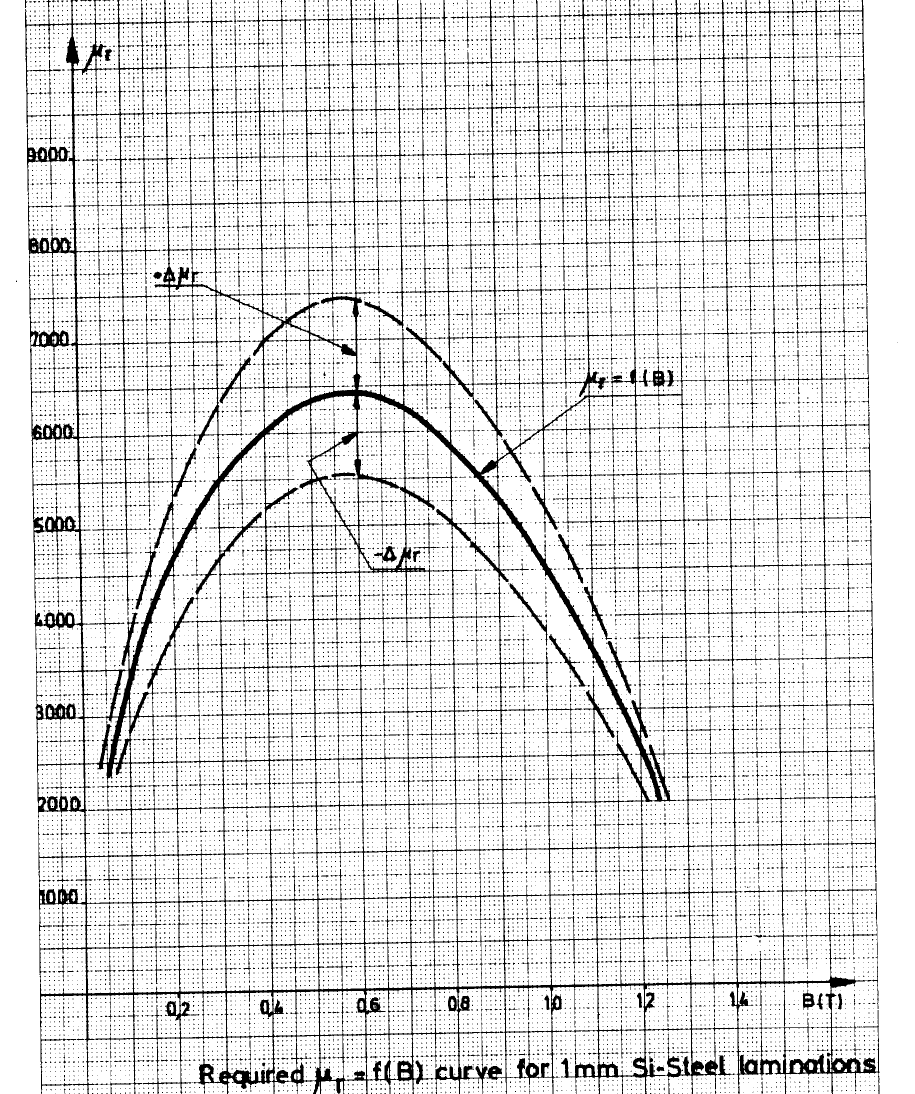 μr
9000
8000
+Δμr
7000
μr = f(B)
6000
5000
-Δμr
4000
3000
2000
1000
0,2 0,4 0,6 0,8 1,0 1,2 1,4 B(T)
Required μr = f(B) curve for 1mm Si-Steel laminations